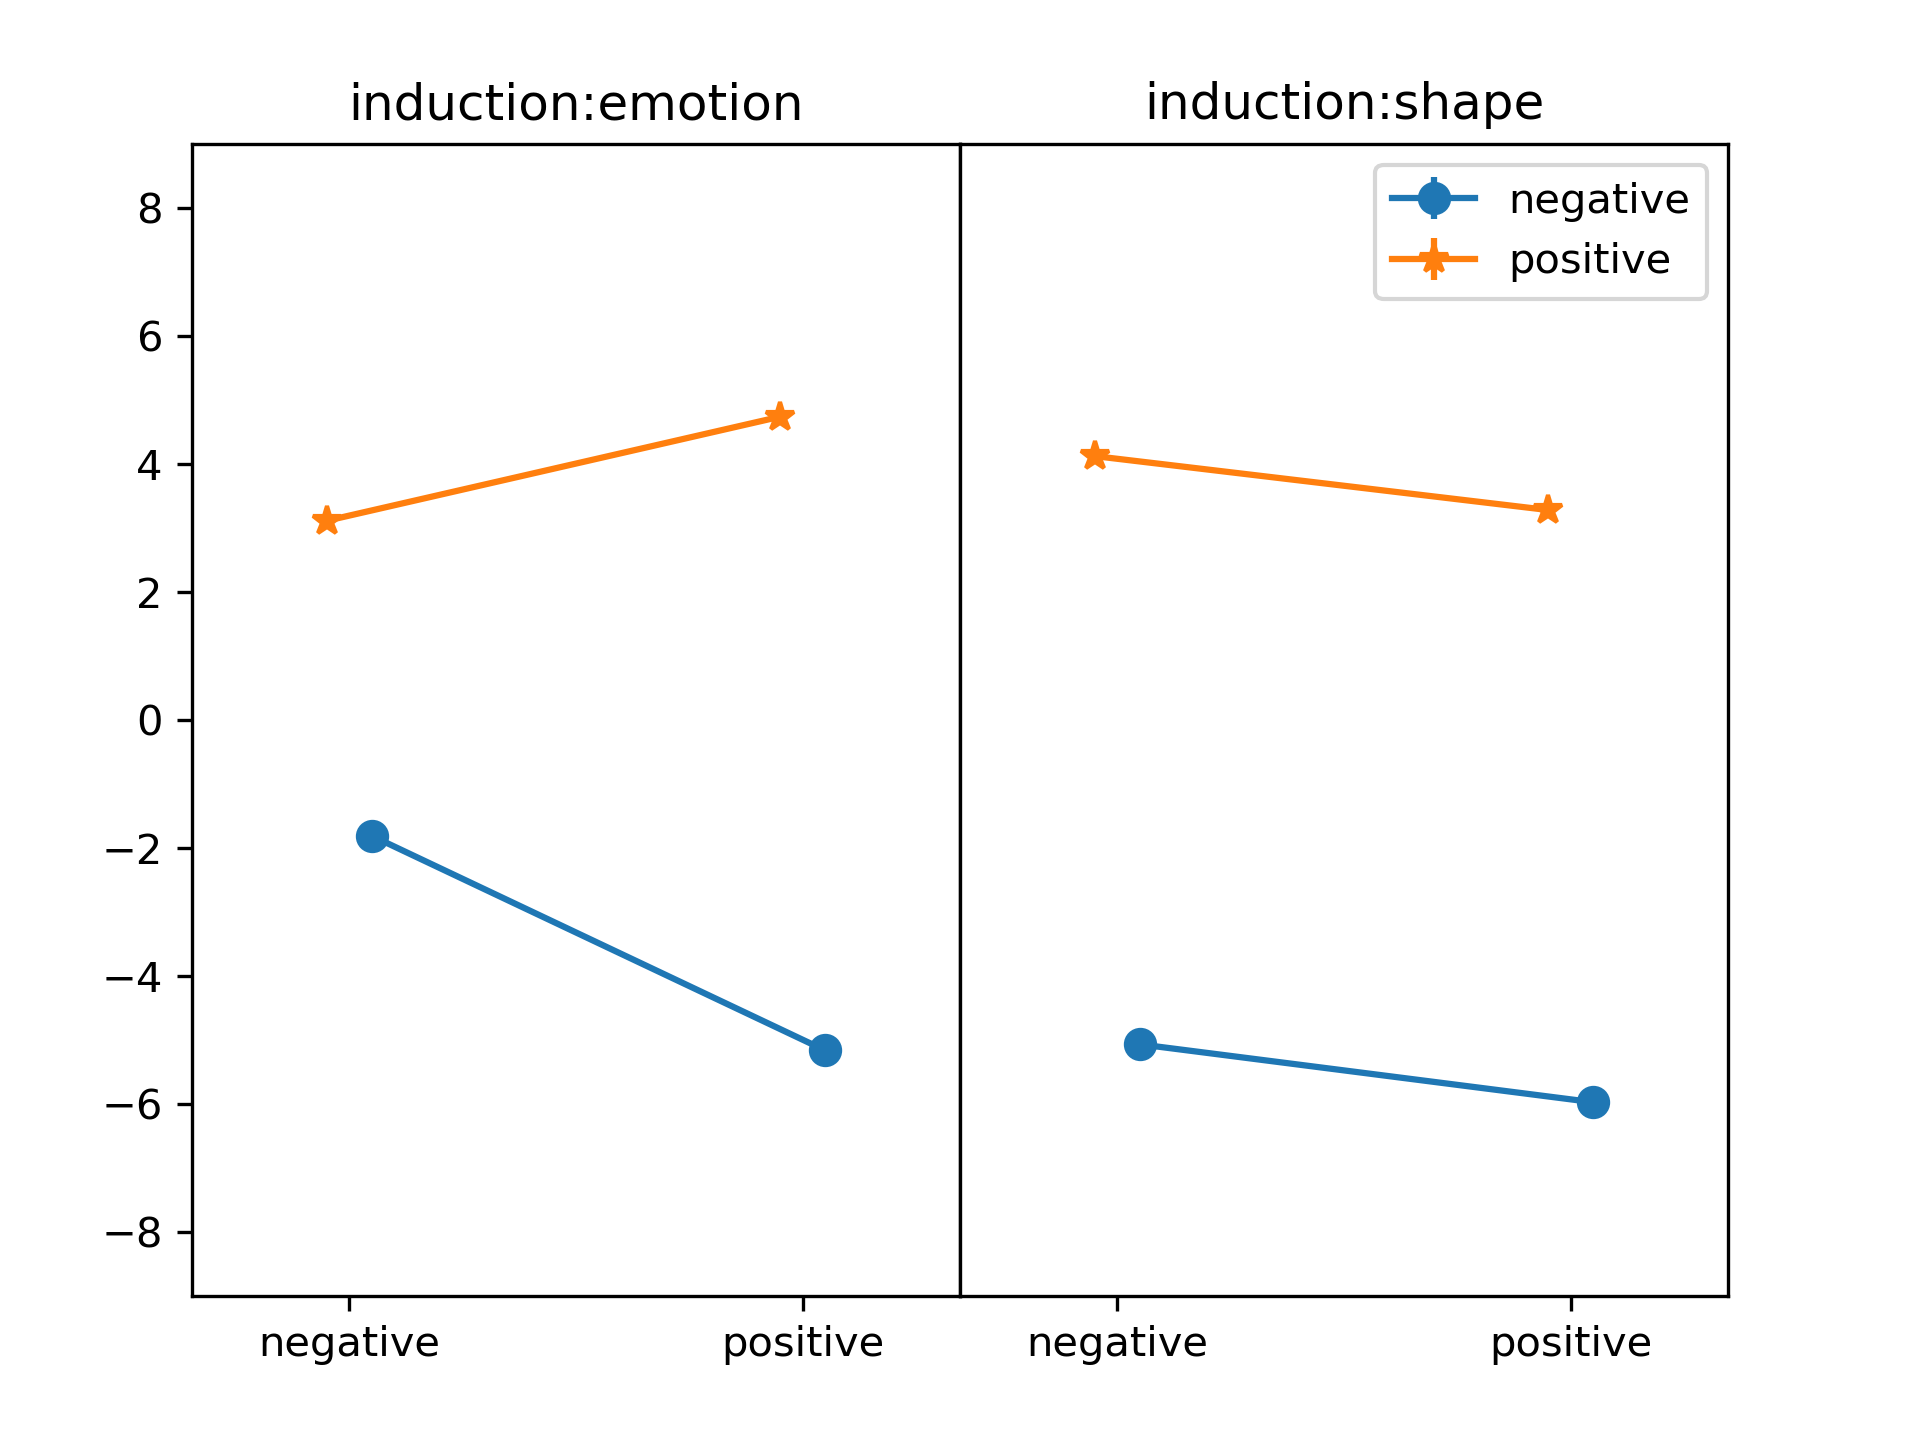 induction:emotion
induction:shape
negative
positive
8
6
4
2
0
−2
−4
−6
−8
negative
positive
negative
positive